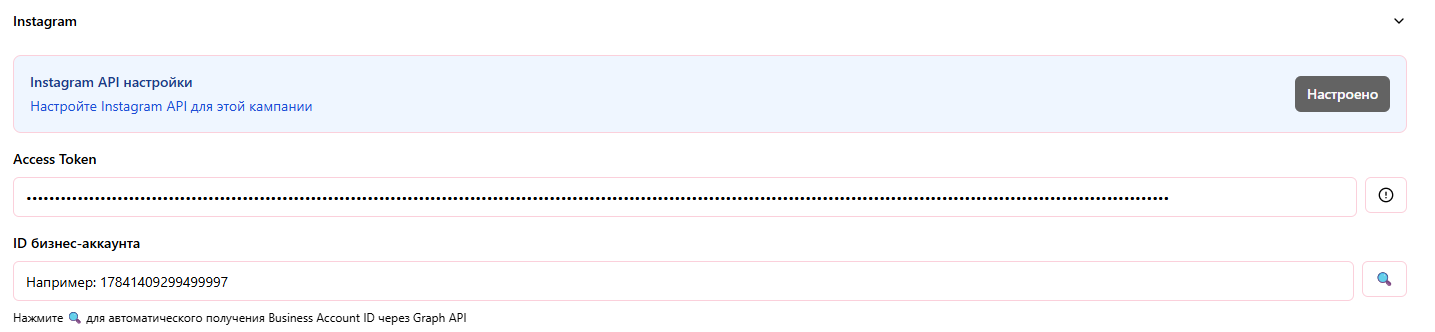 Instagram
Instagram API настройки
Настройте Instagram API для этой кампании
Настроено
Access Token
ID бизнес-аккаунта
Например: 17841409299499997
Нажмите 🔍 для автоматического получения Business Account ID через Graph API